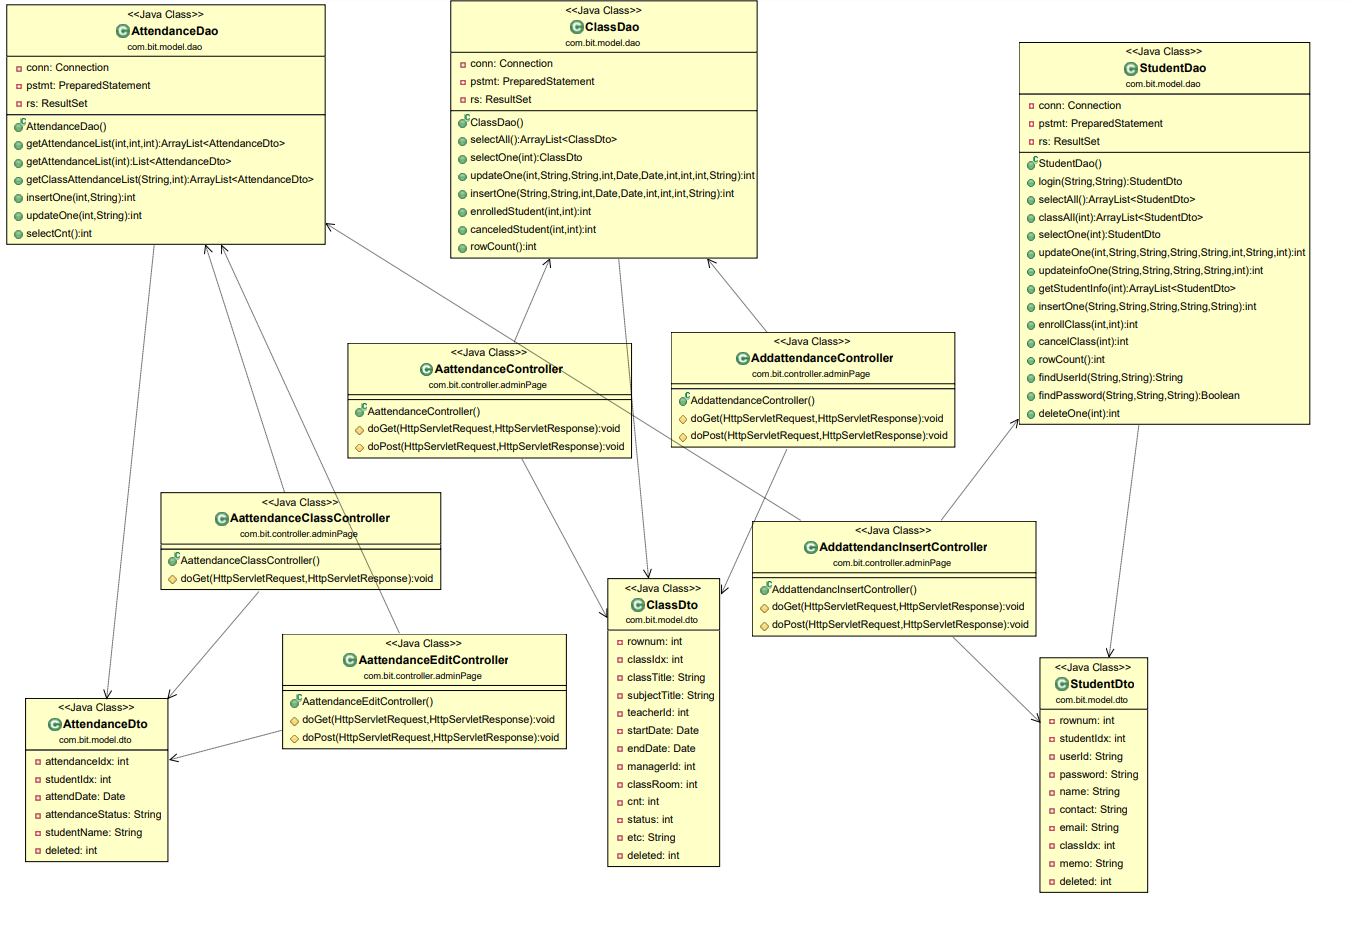 <<Java Class>>
AttendanceDao
com.bit.model.dao
conn: Connection
pstmt: PreparedStatement
rs: ResultSet
AttendanceDao()
getAttendanceList(int,int,int):ArrayList<AttendanceDto>
getAttendanceList(int):List<AttendanceDto>
getClassAttendanceList(String,int):ArrayList<AttendanceDto>
insertOne(int,String):int
updateOne(int,String):int
selectCnt():int
<<Java Class>>
ClassDao
com.bit.model.dao
conn: Connection
pstmt: PreparedStatement
rs: ResultSet
ClassDao()
selectAll():ArrayList<ClassDto>
selectOne(int):ClassDto
updateOne(int,String,String,int,Date,Date,int,int,int,String):int
insertOne(String,String,int,Date,Date,int,int,int,String):int
enrolledStudent(int,int):int
canceledStudent(int,int):int
rowCount():int
<<Java Class>>
StudentDao
com.bit.model.dao
conn: Connection
pstmt: PreparedStatement
rs: ResultSet
StudentDao()
login(String,String):StudentDto
selectAll():ArrayList<StudentDto>
classAll(int):ArrayList<StudentDto>
selectOne(int):StudentDto
updateOne(int,String,String,String,String,int,String,int):int
updateinfoOne(String,String,String,String,int):int
getStudentInfo(int):ArrayList<StudentDto>
insertOne(String,String,String,String,String):int
enrollClass(int,int):int
cancelClass(int):int
rowCount():int
findUserId(String,String):String
findPassword(String,String,String):Boolean
deleteOne(int):int
<<Java Class>>
AattendanceController
com.bit.controller.adminPage
AattendanceController()
doGet(HttpServletRequest,HttpServletResponse):void
doPost(HttpServletRequest,HttpServletResponse):void
<<Java Class>>
AddattendanceController
com.bit.controller.adminPage
AddattendanceController()
doGet(HttpServletRequest,HttpServletResponse):void
doPost(HttpServletRequest,HttpServletResponse):void
<<Java Class>>
AattendanceClassController
com.bit.controller.adminPage
AattendanceClassController()
doGet(HttpServletRequest,HttpServletResponse):void
<<Java Class>>
AddattendancInsertController
com.bit.controller.adminPage
AddattendancInsertController()
doGet(HttpServletRequest,HttpServletResponse):void
doPost(HttpServletRequest,HttpServletResponse):void
<<Java Class>>
AattendanceEditController
com.bit.controller.adminPage
AattendanceEditController()
doGet(HttpServletRequest,HttpServletResponse):void
doPost(HttpServletRequest,HttpServletResponse):void
<<Java Class>>
AttendanceDto
com.bit.model.dto
attendanceIdx: int
studentIdx: int
attendDate: Date
attendanceStatus: String
studentName: String
deleted: int
<<Java Class>>
ClassDto
com.bit.model.dto
rownum: int
classIdx: int
classTitle: String
subjectTitle: String
teacherId: int
startDate: Date
endDate: Date
managerId: int
classRoom: int
cnt: int
status: int
etc: String
deleted: int
<<Java Class>>
StudentDto
com.bit.model.dto
rownum: int
studentIdx: int
userId: String
password: String
name: String
contact: String
email: String
classIdx: int
memo: String
deleted: int